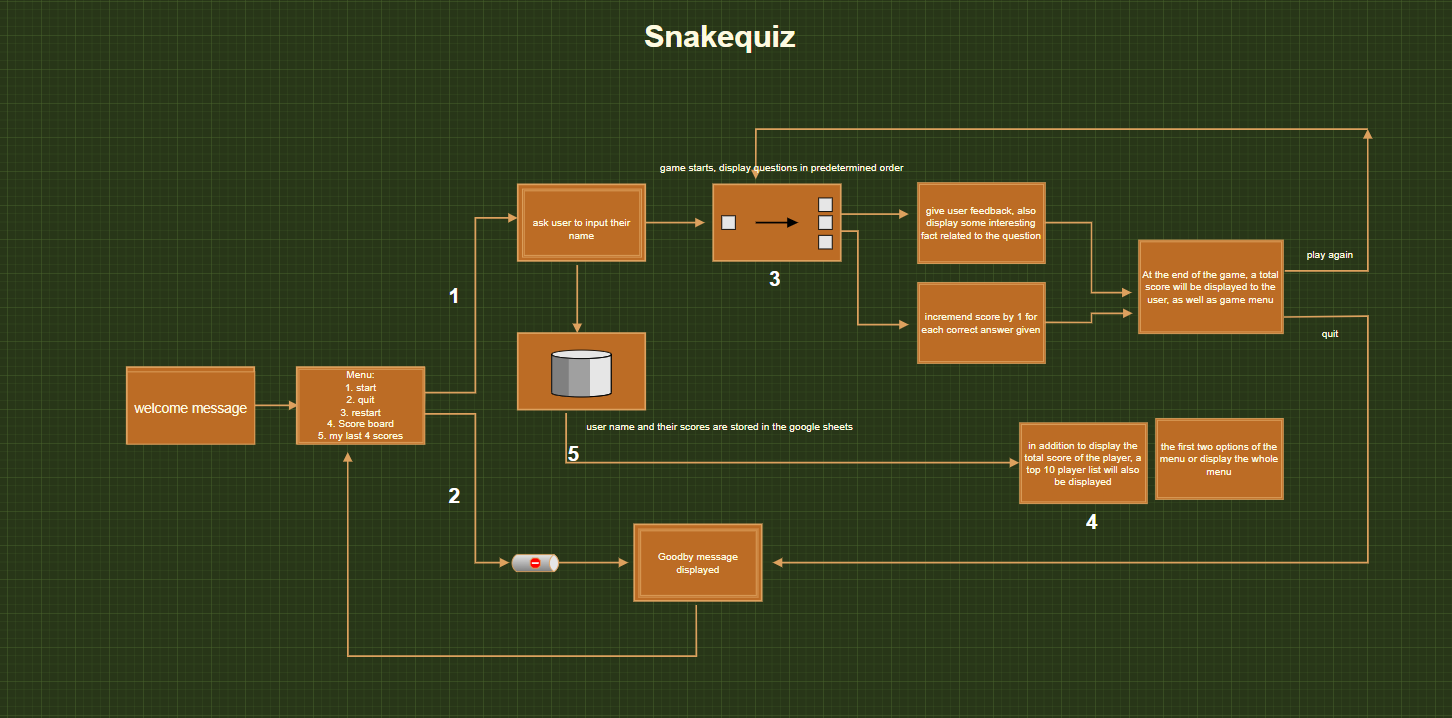 Snakequiz
game starts, display questions in predetermined order
ask user to input their
name
give user feedback, also
display some interesting
fact related to the question
3
1
At the end of the game, a total
score will be displayed to the
user, as well as game menu
play again
quit
incremend score by 1 for
each correct answer given
welcome message
Menu:
1. start
2. quit
3. restart
4. Score board
5. my last 4 scores
user name and their scores are stored in the google sheets
5
in addition to display the
total score of the player, a
top 10 player list will also
be displayed
the first two options of the
menu or display the whole
menu
4
2
Goodby message
displayed